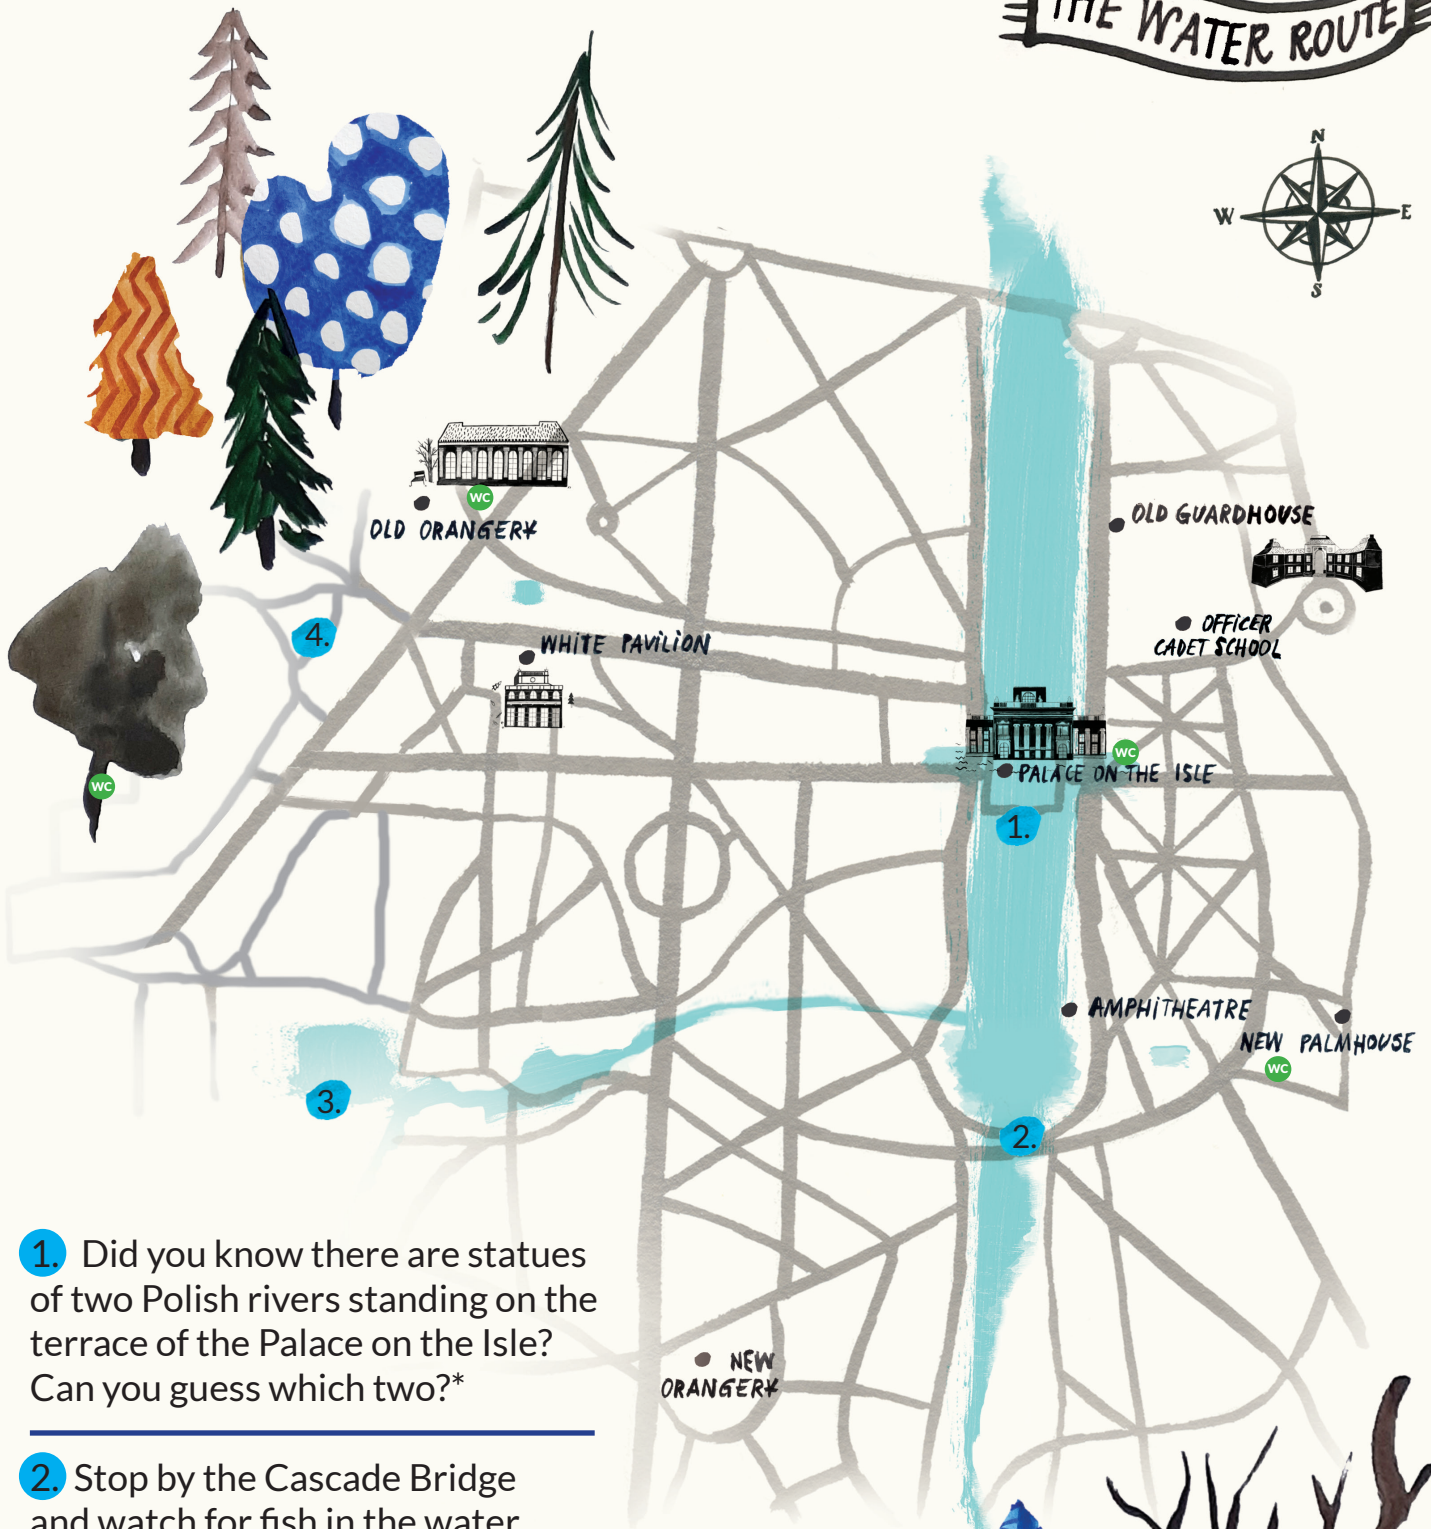 THE WATER ROUTE
N
W E
S
WC
OLD ORANGERY
OLD GUARDHOUSE
OFFICER
CADET SCHOOL
4.
WHITE PAVILION
WC
WC
PALACE ON THE ISLE
1.
AMPHITHEATRE
NEW PALMHOUSE
WC
3.
2.
1. Did you know there are statues
of two Polish rivers standing on the
terrace of the Palace on the Isle?
Can you guess which two?*
NEW
ORANGERY
2. Stop by the Cascade Bridge
and watch for fish in the water